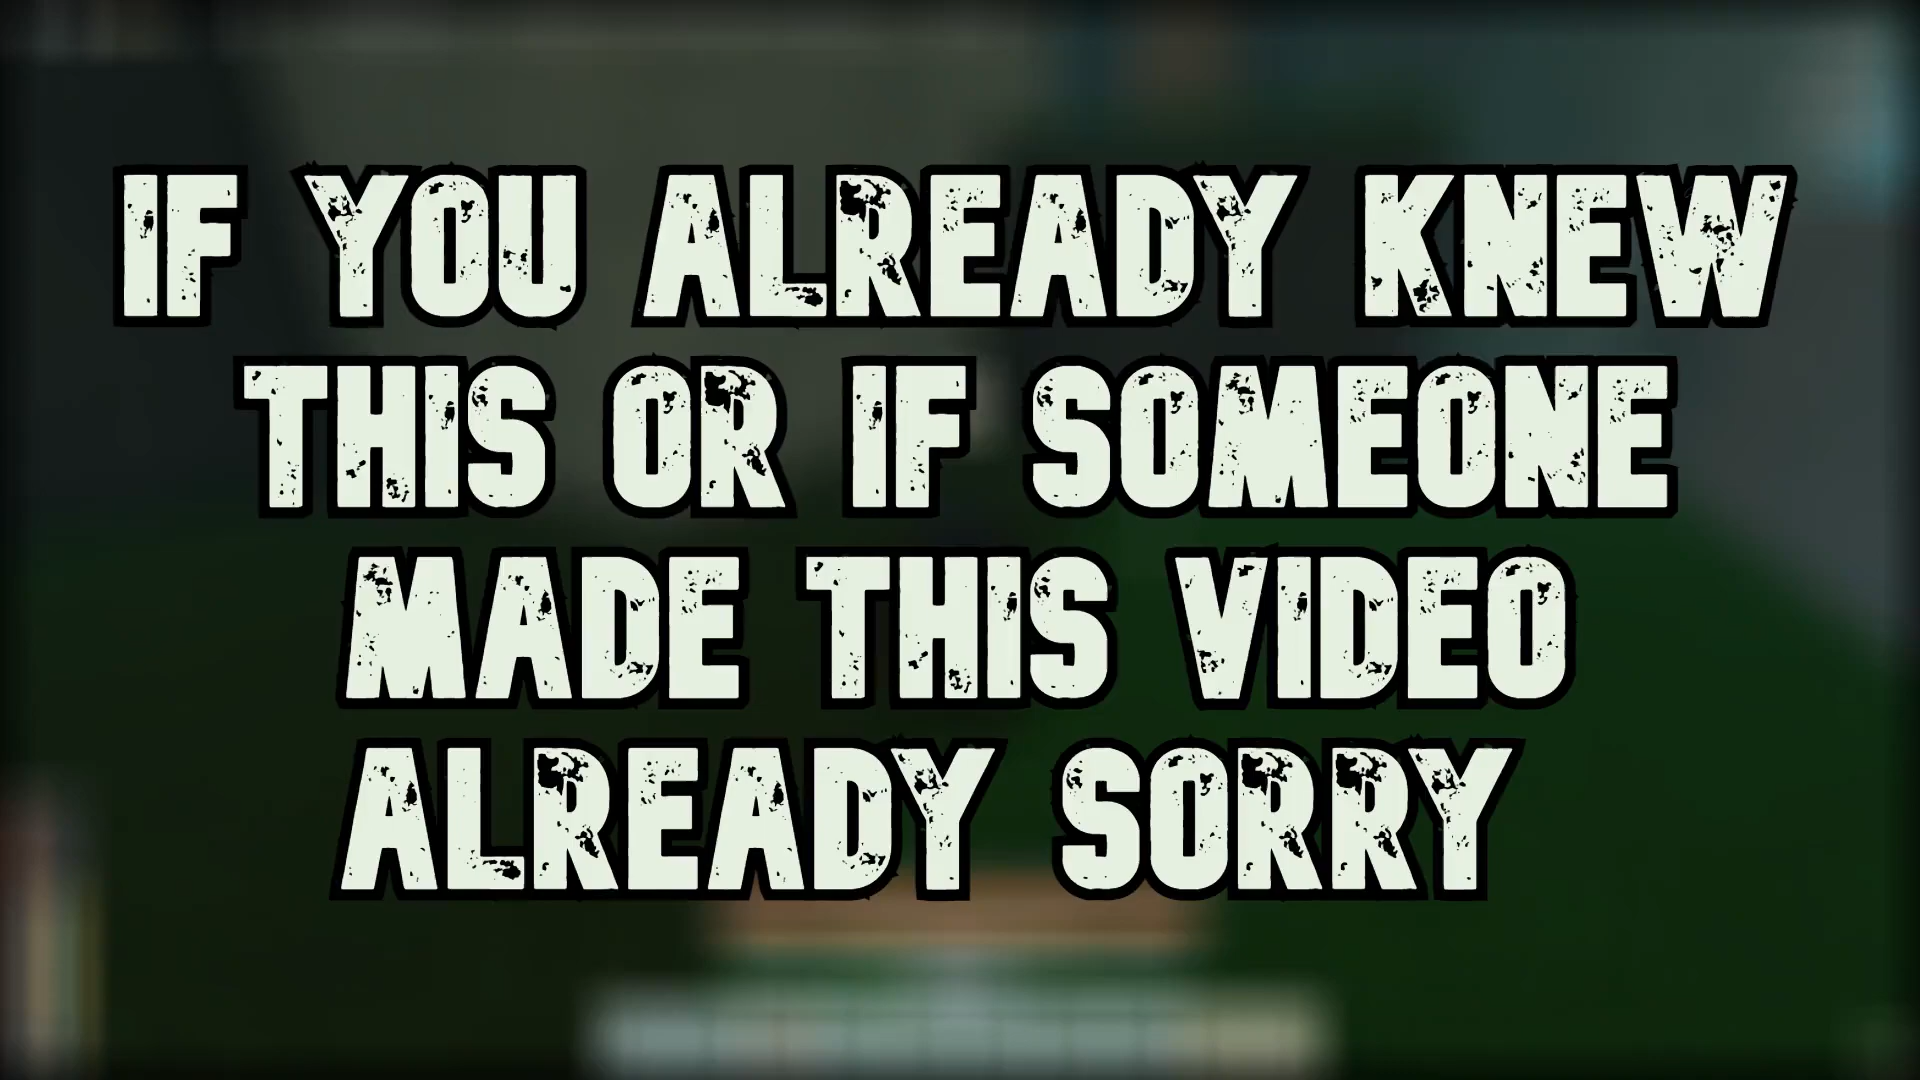 IF YOU ALREADY KNEW
THIS OR IF SOMEONE
MADE THIS VIDEO
ALREADY SORRY